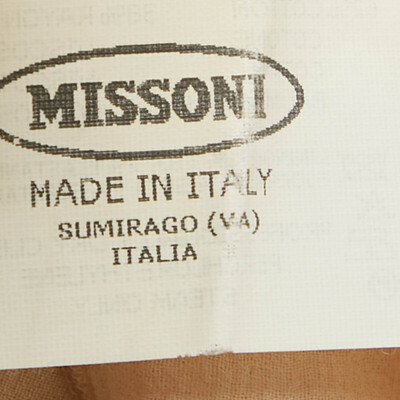 MISSONI
MADE IN ITALY
SUMIRAGO (VA)
ITALIA